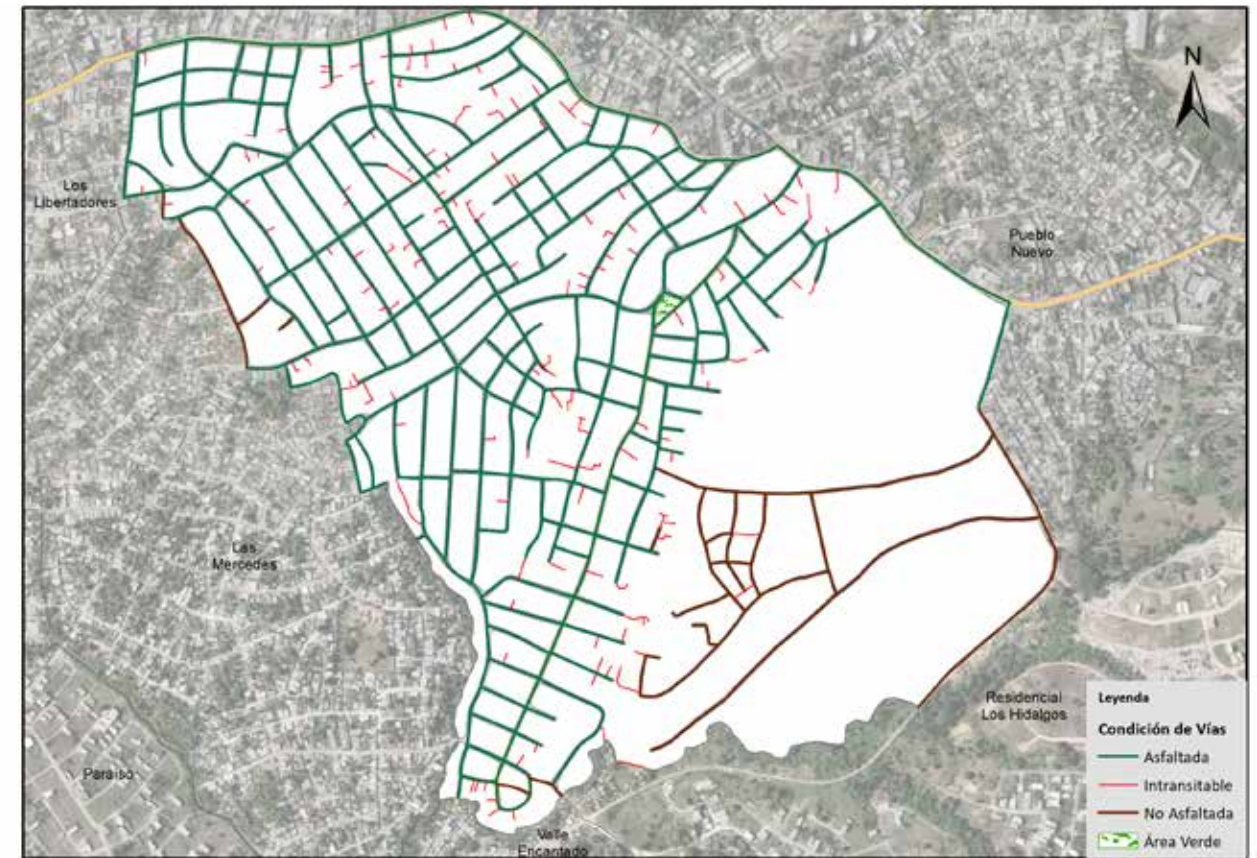 N
Los
Libertadores
Pueblo
Nuevo
Las
Mercedes
Residencial
Los Hidalgos
Paraíso
Valle
Encantado
Leyenda
Condición de Vías
Asfaltada
Intransitable
No Asfaltada
Área Verde